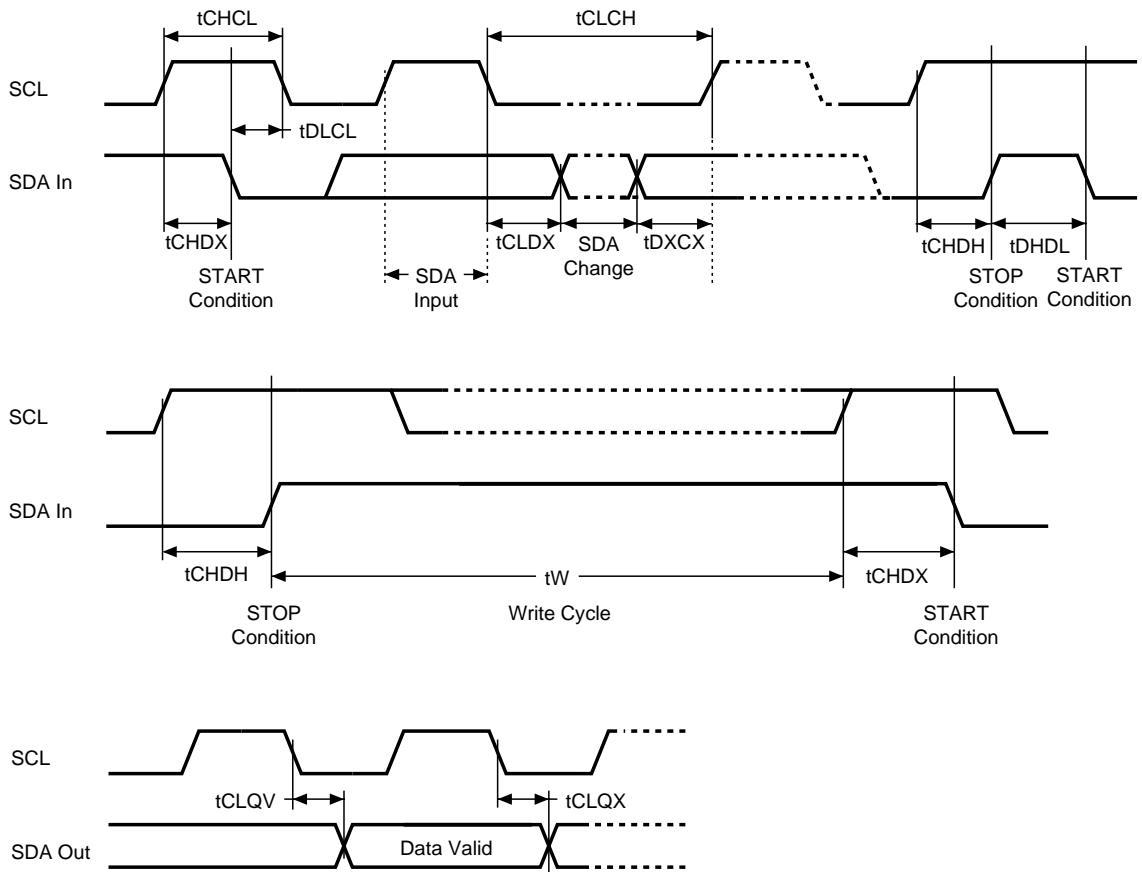 tCHCL
tCLCH
SCL
tDLCL
SDA In
tCHDX
tCLDX
SDA
Change
tDXCX
tCHDH
tDHDL
START
Condition
SDA
Input
STOP
Condition
START
Condition
SCL
SDA In
tCHDH
tW
tCHDX
STOP
Condition
Write Cycle
START
Condition
SCL
tCLQV
tCLQX
SDA Out
Data Valid